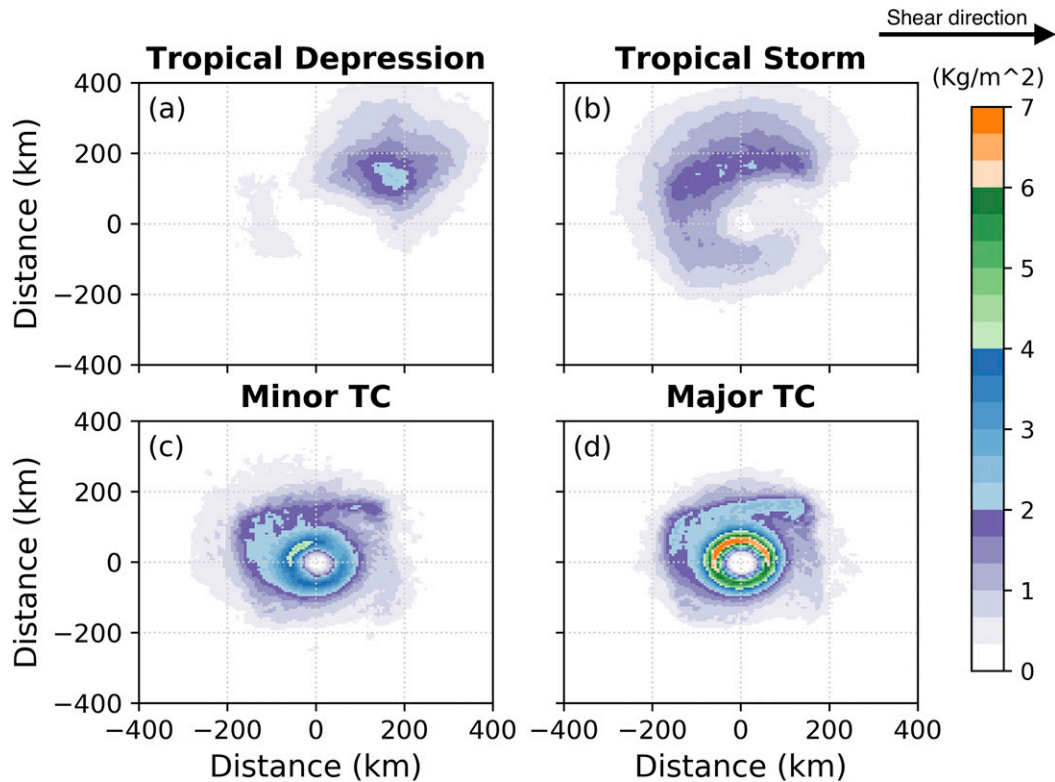 Shear direction
Tropical Depression
Tropical Storm
(Kg/m^2)
400
200
0
−200
−400
Distance (km)
(a)
(b)
7
6
5
4
3
2
1
0
Minor TC
Major TC
400
200
0
−200
−400
Distance (km)
(c)
(d)
−400 −200 0 200 400
−400 −200 0 200 400
Distance (km)
Distance (km)